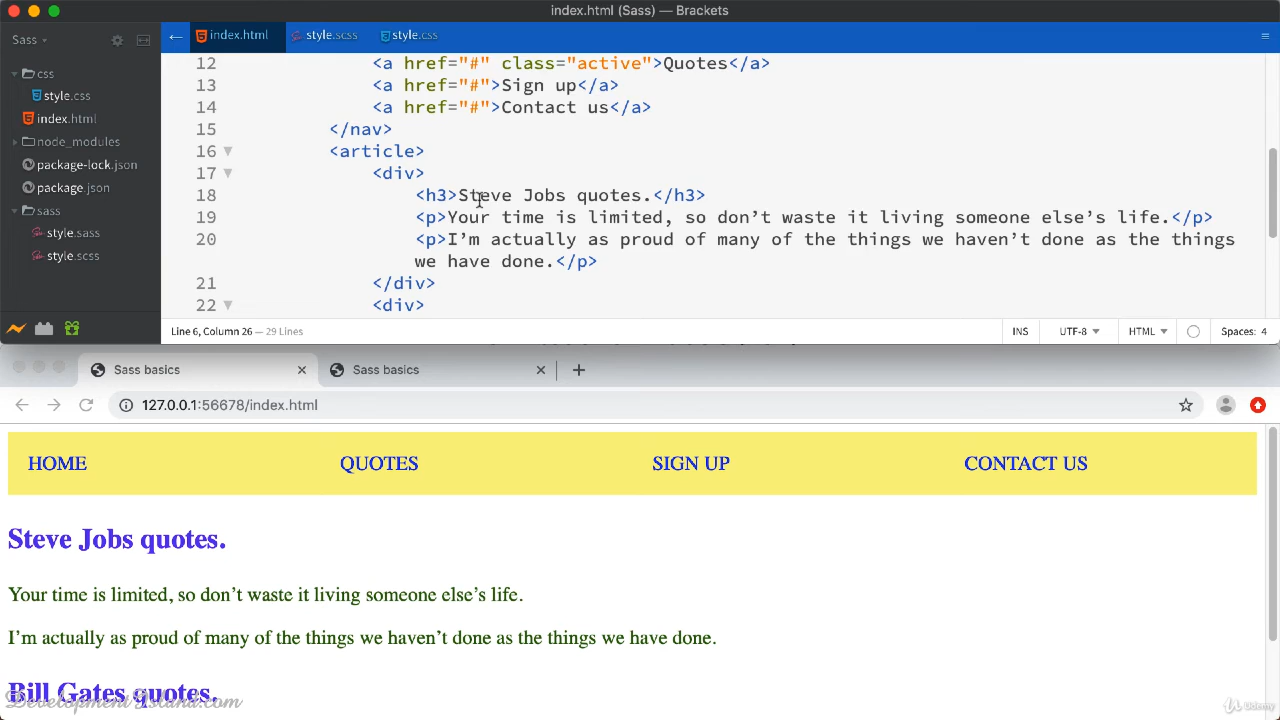 index.html (Sass) — Brackets
Sass
index.html
style.scss
style.css
css
style.css
index.html
node_modules
package-lock.json
package.json
sass
style.sass
style.scss
12 <a href="#" class="active">Quotes</a>
13 <a href="#">Sign up</a>
14 <a href="#">Contact us</a>
15 </nav>
16 <article>
17 <div>
18 <h3>Steve Jobs quotes.</h3>
19 <p>Your time is limited, so don’t waste it living someone else’s life.</p>
20 <p>I’m actually as proud of many of the things we haven’t done as the things
we have done.</p>
21 </div>
22 <div>
Line 6, Column 26 — 29 Lines
INS
UTF-8
HTML
Spaces: 4
Sass basics
Sass basics
127.0.0.1:56678/index.html
HOME QUOTES SIGN UP CONTACT US
Steve Jobs quotes.
Your time is limited, so don’t waste it living someone else’s life.
I’m actually as proud of many of the things we haven’t done as the things we have done.
Bill Gates quotes.
DevelopmentIsland.com
Udemy